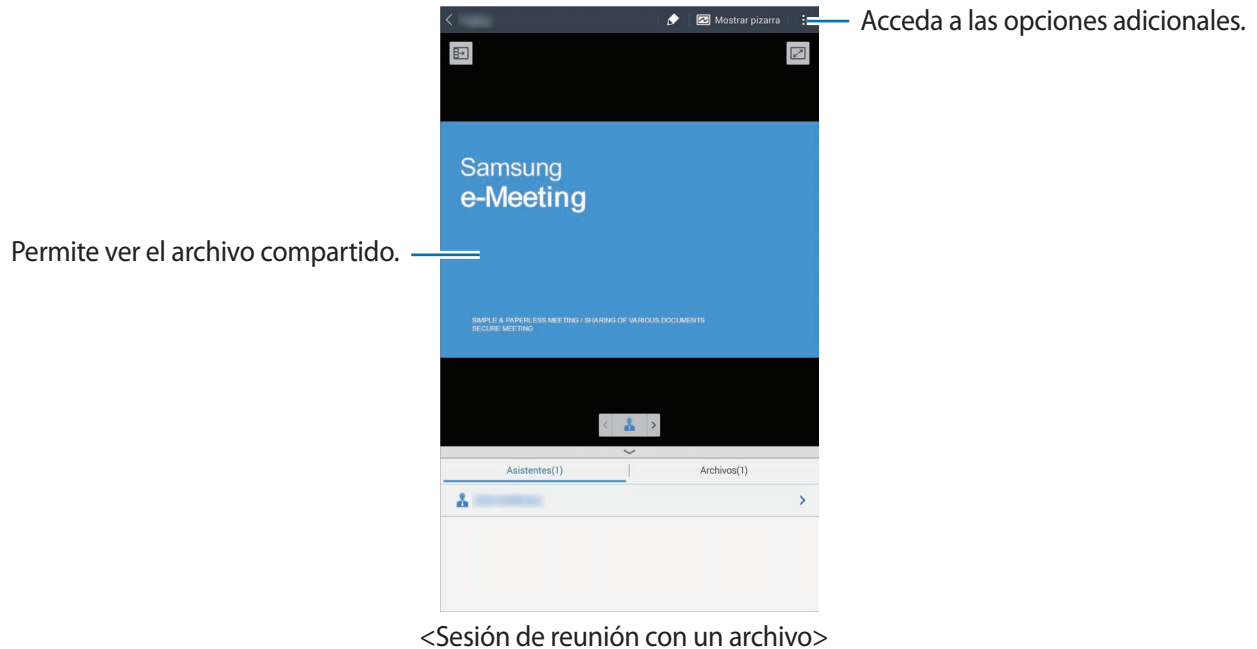 Mostrar pizarra
Acceda a las opciones adicionales.
Samsung
e-Meeting
Permite ver el archivo compartido.
SIMPLE & PAPERLESS MEETING / SHARING OF VARIOUS DOCUMENTS
SECURE MEETING
Asistentes(1)
Archivos(1)
<Sesión de reunión con un archivo>